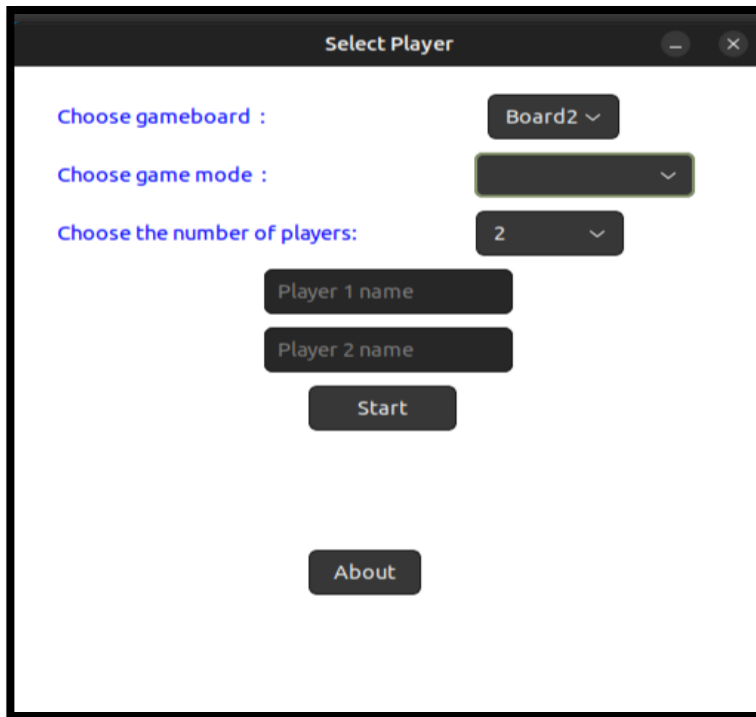 Select Player
Choose gameboard : Board2
Choose game mode :
Choose the number of players: 2
Player 1 name
Player 2 name
Start
About